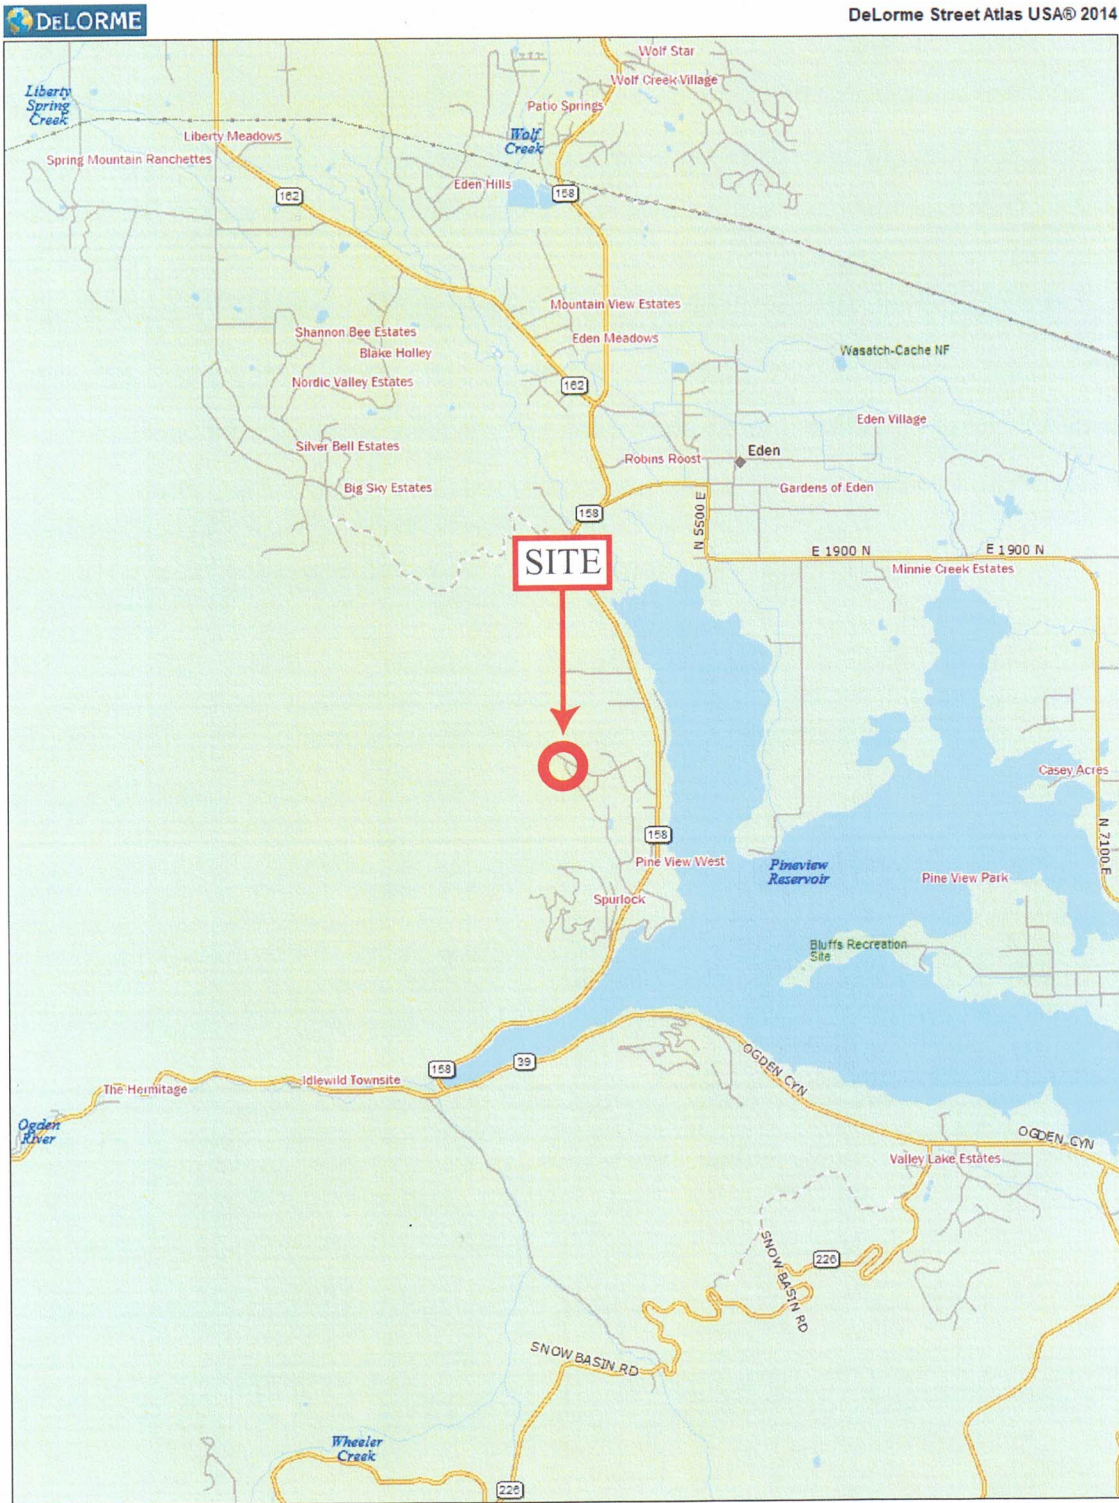 DELORME
DeLorme Street Atlas USA® 2014
Wolf Star
Wolf Creek Village
Liberty
Spring
Creek
Patio Springs
Liberty Meadows
Wolf
Creek
Spring Mountain Ranchettes
Eden Hills
162
158
Mountain View Estates
Shannon Bee Estates
Eden Meadows
Blake Holley
Wasatch-Cache NF
Nordic Valley Estates
162
Eden Village
Silver Bell Estates
Robins Roost
Eden
Big Sky Estates
Gardens of Eden
158
N 5500 E
E 1900 N
E 1900 N
SITE
Minnie Creek Estates
Casey Acres
158
N 7100 E
Pine View West
Pineview
Reservoir
Pine View Park
Spurlock
Bluffs Recreation
Site
158
39
OGDEN CYN
The Hermitage
Idlewild Townsite
Ogden
River
OGDEN CYN
Valley Lake Estates
226
SNOW BASIN RD
SNOW BASIN RD
Wheeler
Creek
226